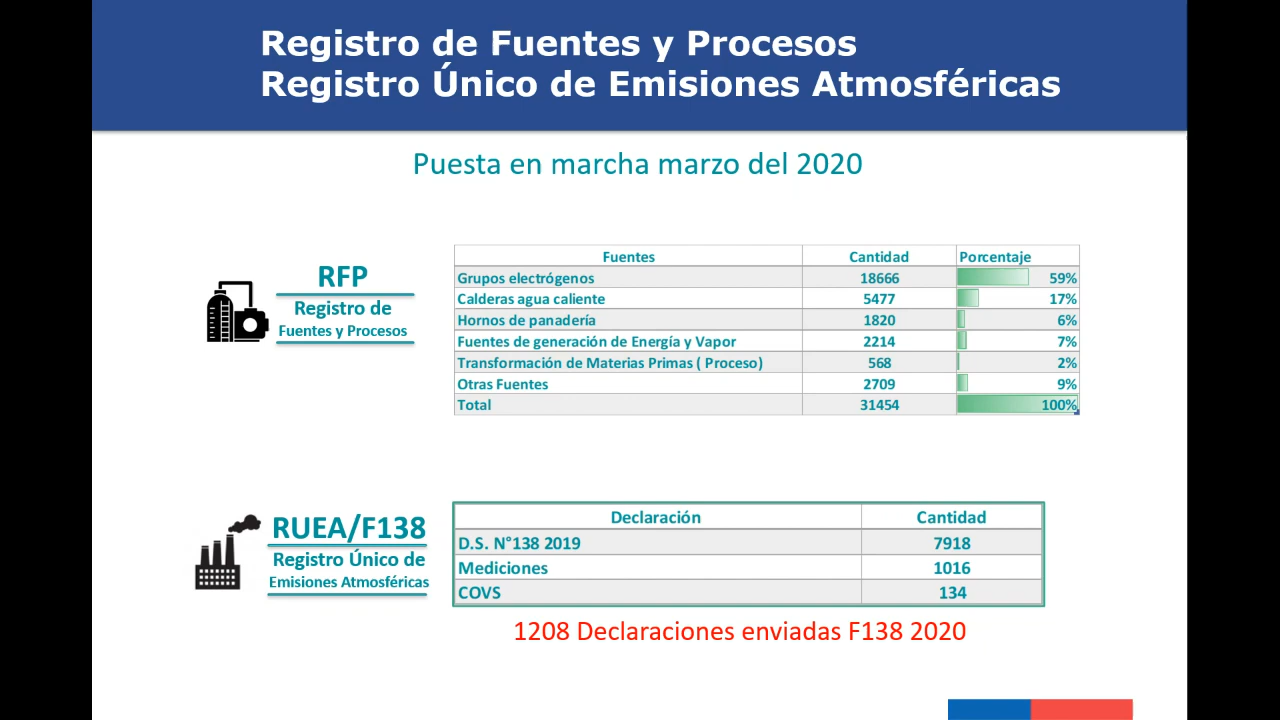 Registro de Fuentes y Procesos
Registro Único de Emisiones Atmosféricas
Puesta en marcha marzo del 2020
RFP
Registro de
Fuentes y Procesos
Fuentes Cantidad Porcentaje
Grupos electrógenos 18666 59%
Calderas agua caliente 5477 17%
Hornos de panadería 1820 6%
Fuentes de generación de Energía y Vapor 2214 7%
Transformación de Materias Primas ( Proceso) 568 2%
Otras Fuentes 2709 9%
Total 31454 100%
RUEA/F138
Registro Único de
Emisiones Atmosféricas
Declaración Cantidad
D.S. N°138 2019 7918
Mediciones 1016
COVS 134
1208 Declaraciones enviadas F138 2020